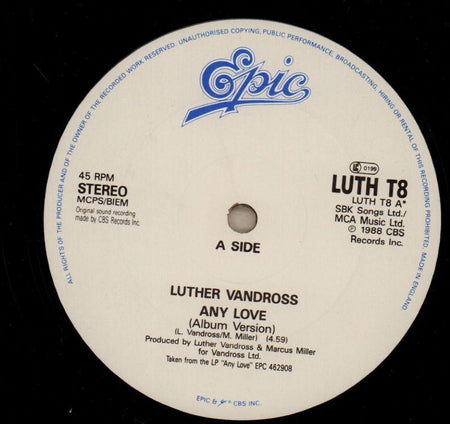 ALL RIGHTS OF THE PRODUCER AND OF THE OWNER OF THE RECORDED WORK RESERVED. UNAUTHORISED COPYING, PUBLIC PERFORMANCE, BROADCASTING, HIRING OR RENTAL OF THIS RECORDING PROHIBITED. MADE IN ENGLAND.
Epic
45 RPM
STEREO
MCPS/BIEM
Original sound recording
made by CBS Records Inc.
LC 0199
LUTH T8
LUTH T8 A*
SBK Songs Ltd./
MCA Music Ltd.
℗ 1988 CBS
Records Inc.
A SIDE
LUTHER VANDROSS
ANY LOVE
(Album Version)
(L. Vandross/M. Miller) (4.59)
Produced by Luther Vandross & Marcus Miller
for Vandross Ltd.
Taken from the LP "Any Love" EPC 462908
EPIC & CBS INC.